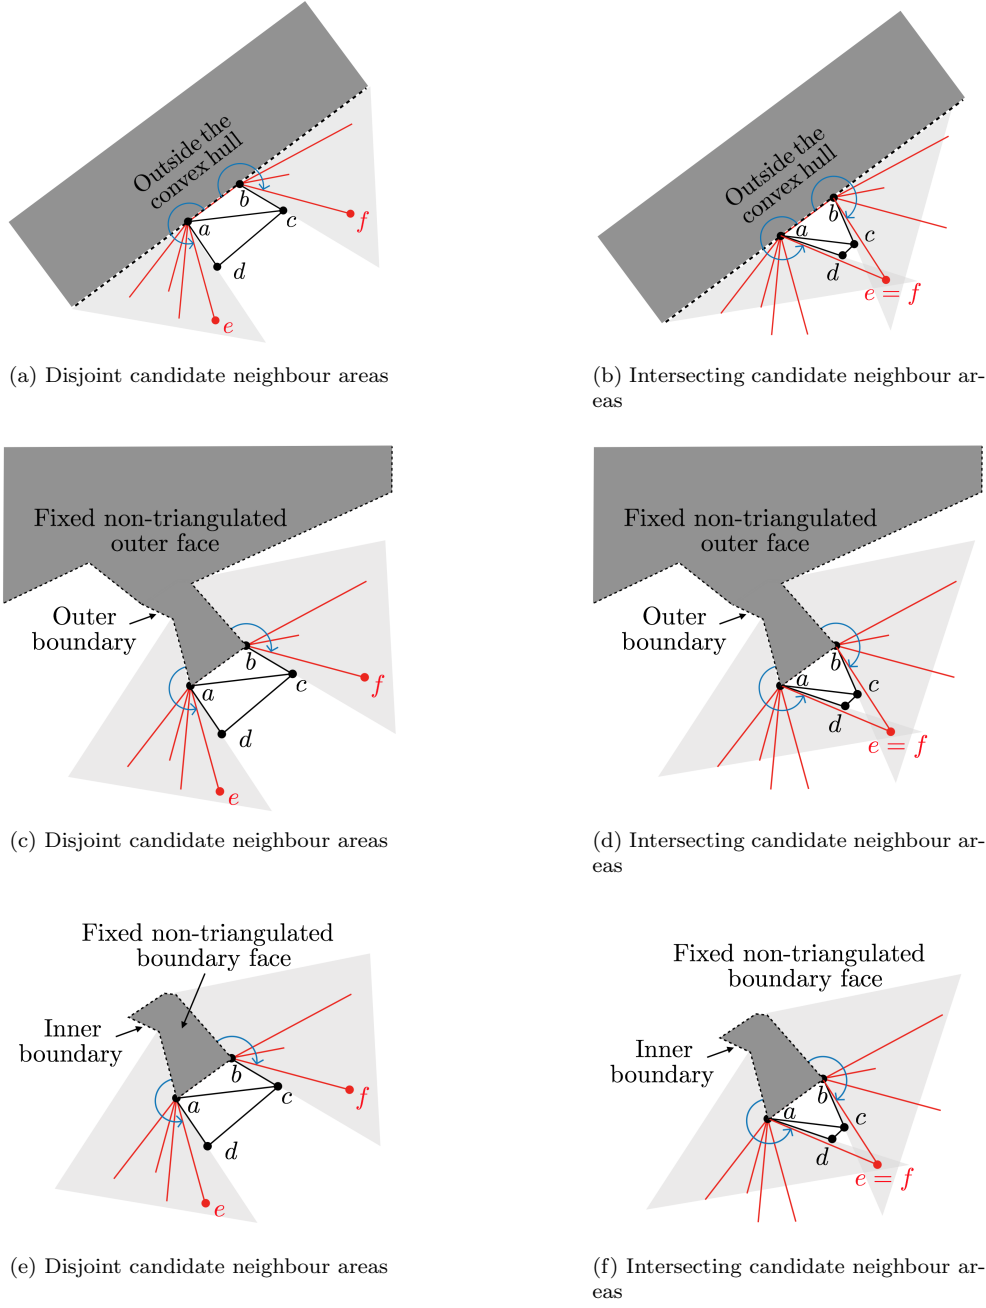 Outside the
convex hull
a
b
c
d
e
f
(a) Disjoint candidate neighbour areas
Outside the
convex hull
a
b
c
d
e = f
(b) Intersecting candidate neighbour ar-
eas
Fixed non-triangulated
outer face
Outer
boundary
a
b
c
d
e
f
(c) Disjoint candidate neighbour areas
Fixed non-triangulated
outer face
Outer
boundary
a
b
c
d
e = f
(d) Intersecting candidate neighbour ar-
eas
Fixed non-triangulated
boundary face
Inner
boundary
a
b
c
d
e
f
(e) Disjoint candidate neighbour areas
Fixed non-triangulated
boundary face
Inner
boundary
a
b
c
d
e = f
(f) Intersecting candidate neighbour ar-
eas